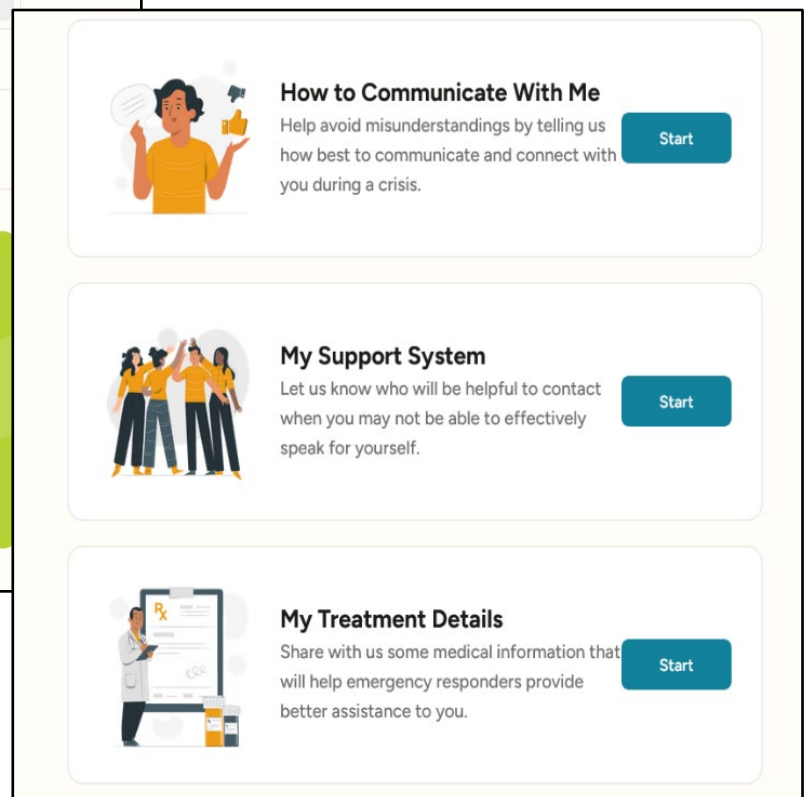 How to Communicate With Me
Help avoid misunderstandings by telling us
how best to communicate and connect with
you during a crisis.
Start
My Support System
Let us know who will be helpful to contact
when you may not be able to effectively
speak for yourself.
Start
Rx
My Treatment Details
Share with us some medical information that
will help emergency responders provide
better assistance to you.
Start